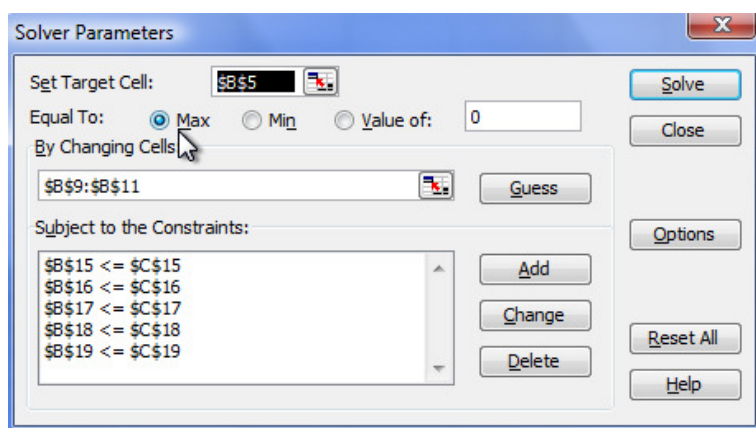 Solver Parameters
Set Target Cell: $B$5 Solve
Equal To: Max Min Value of: 0 Close
By Changing Cells:
$B$9:$B$11 Guess
Subject to the Constraints: Options
$B$15 <= $C$15 Add
$B$16 <= $C$16
$B$17 <= $C$17 Change
$B$18 <= $C$18 Reset All
$B$19 <= $C$19 Delete
Help